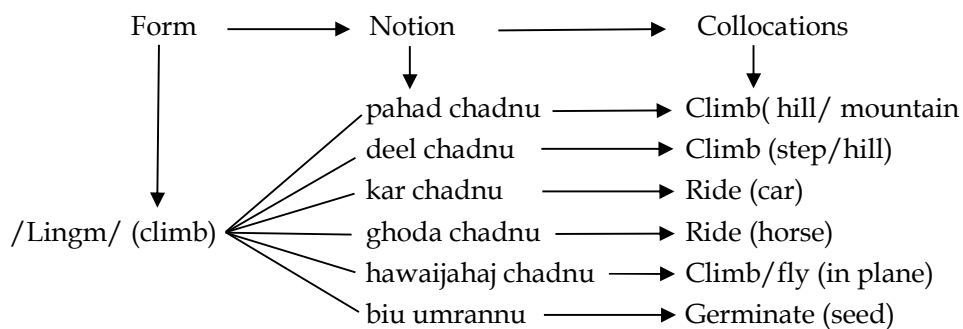 Form Notion Collocations
pahad chadnu Climb( hill/ mountain
deel chadnu Climb (step/hill)
kar chadnu Ride (car)
/Lingm/ (climb) ghoda chadnu Ride (horse)
hawaijahaj chadnu Climb/fly (in plane)
biu umrannu Germinate (seed)